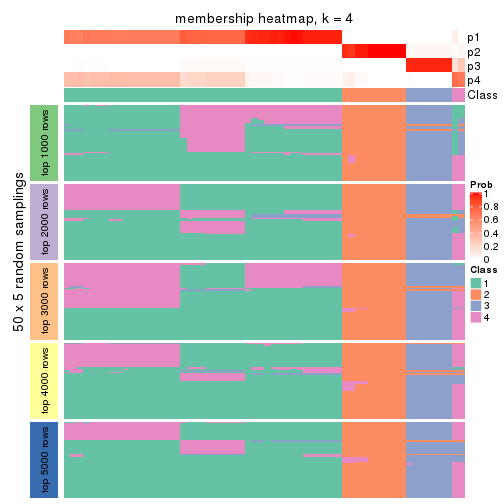 membership heatmap, k = 4
p1
p2
p3
p4
Class
50 x 5 random samplings
top 1000 rows
top 2000 rows
top 3000 rows
top 4000 rows
top 5000 rows
Prob
1
0.8
0.6
0.4
0.2
0
Class
1
2
3
4